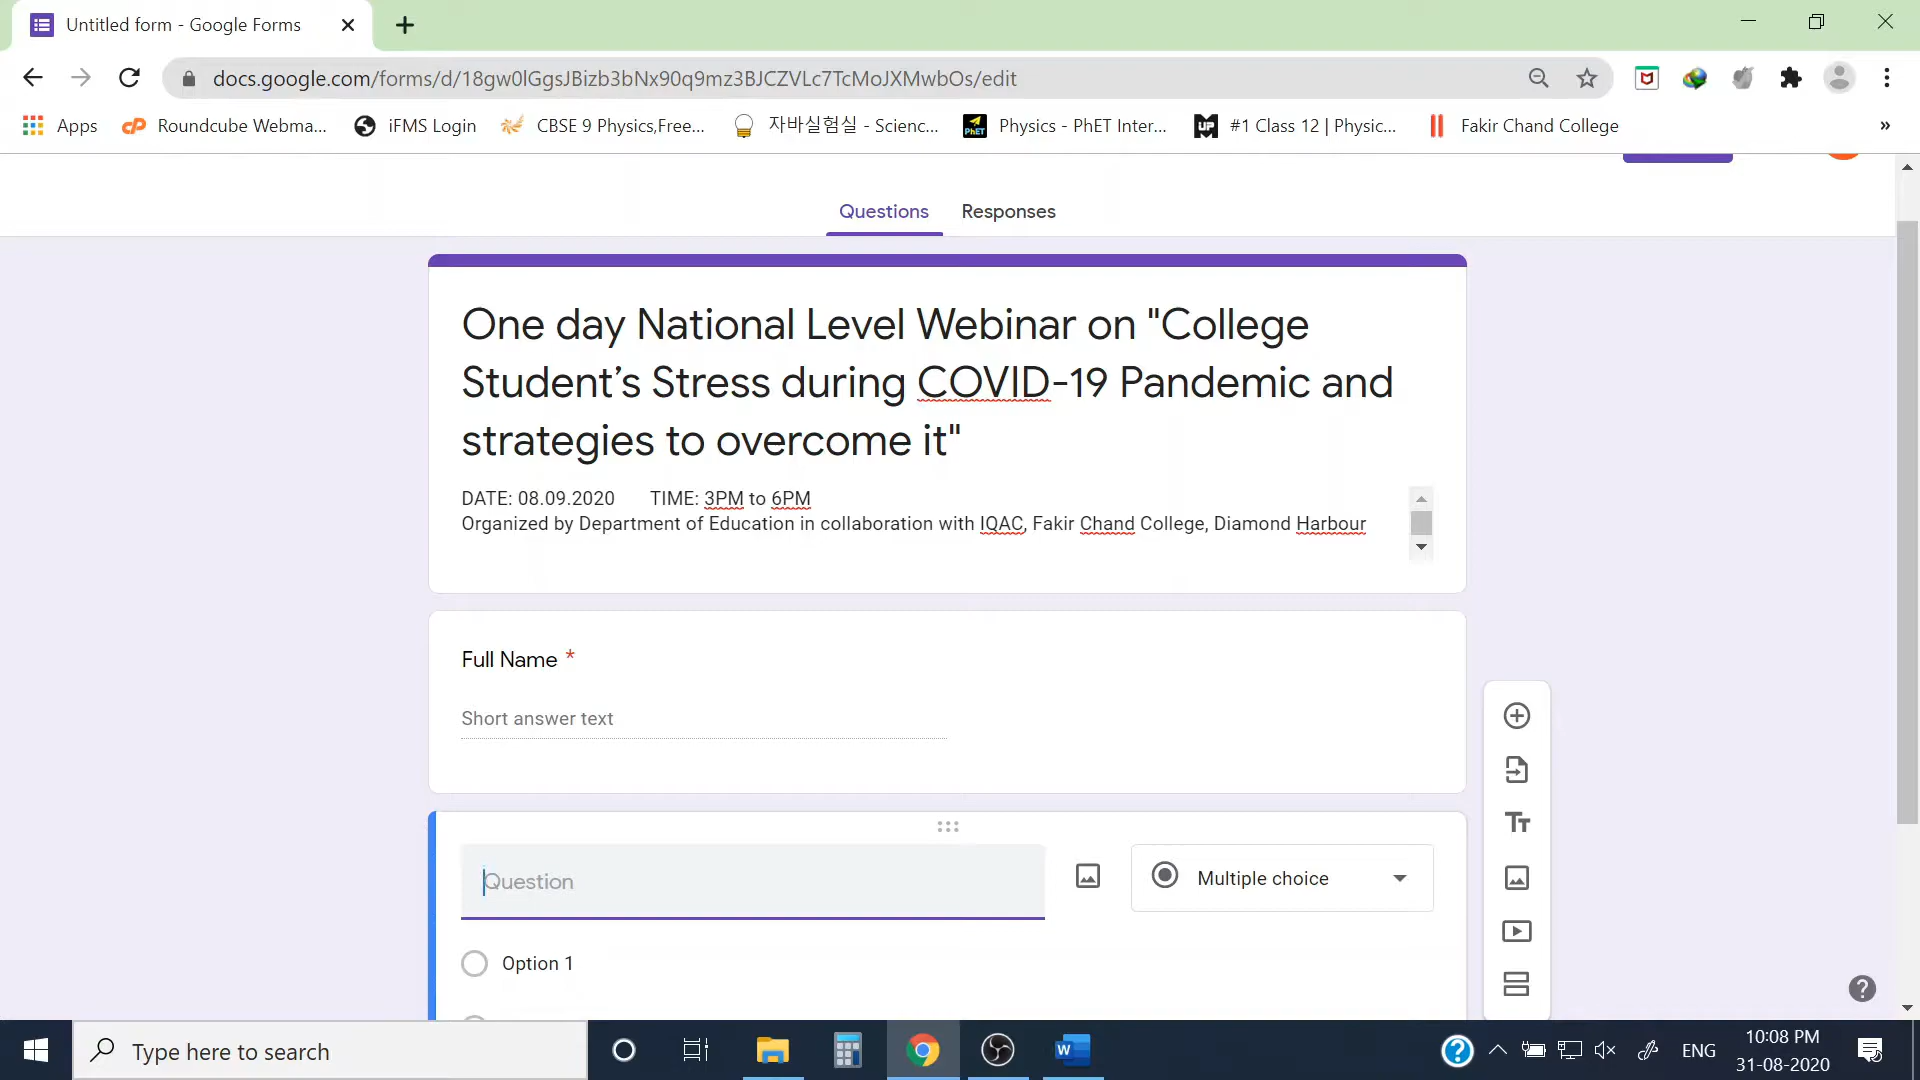 Untitled form - Google Forms
docs.google.com/forms/d/18gw0lGgsJBizb3bNx90q9mz3BJCZVLc7TcMoJXMwbOs/edit
Apps
Roundcube Webma...
iFMS Login
CBSE 9 Physics,Free...
자바실험실 - Scienc...
Physics - PhET Inter...
#1 Class 12 | Physic...
Fakir Chand College
»
Questions
Responses
One day National Level Webinar on "College
Student’s Stress during COVID-19 Pandemic and
strategies to overcome it"
DATE: 08.09.2020 TIME: 3PM to 6PM
Organized by Department of Education in collaboration with IQAC, Fakir Chand College, Diamond Harbour
Full Name *
Short answer text
Question
Multiple choice
Option 1
Type here to search
ENG
10:08 PM
31-08-2020